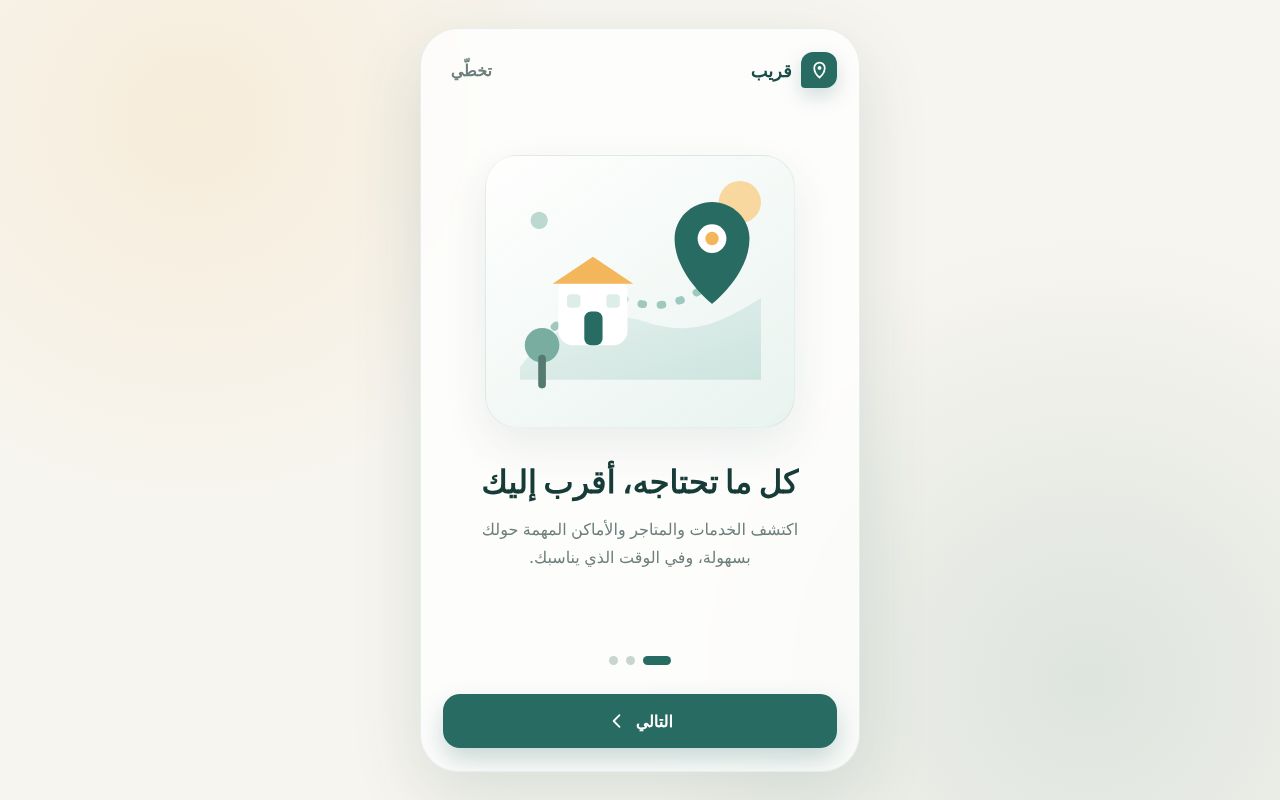 قريب
تخطّي
كل ما تحتاجه، أقرب إليك
اكتشف الخدمات والمتاجر والأماكن المهمة حولك
بسهولة، وفي الوقت الذي يناسبك.
التالي